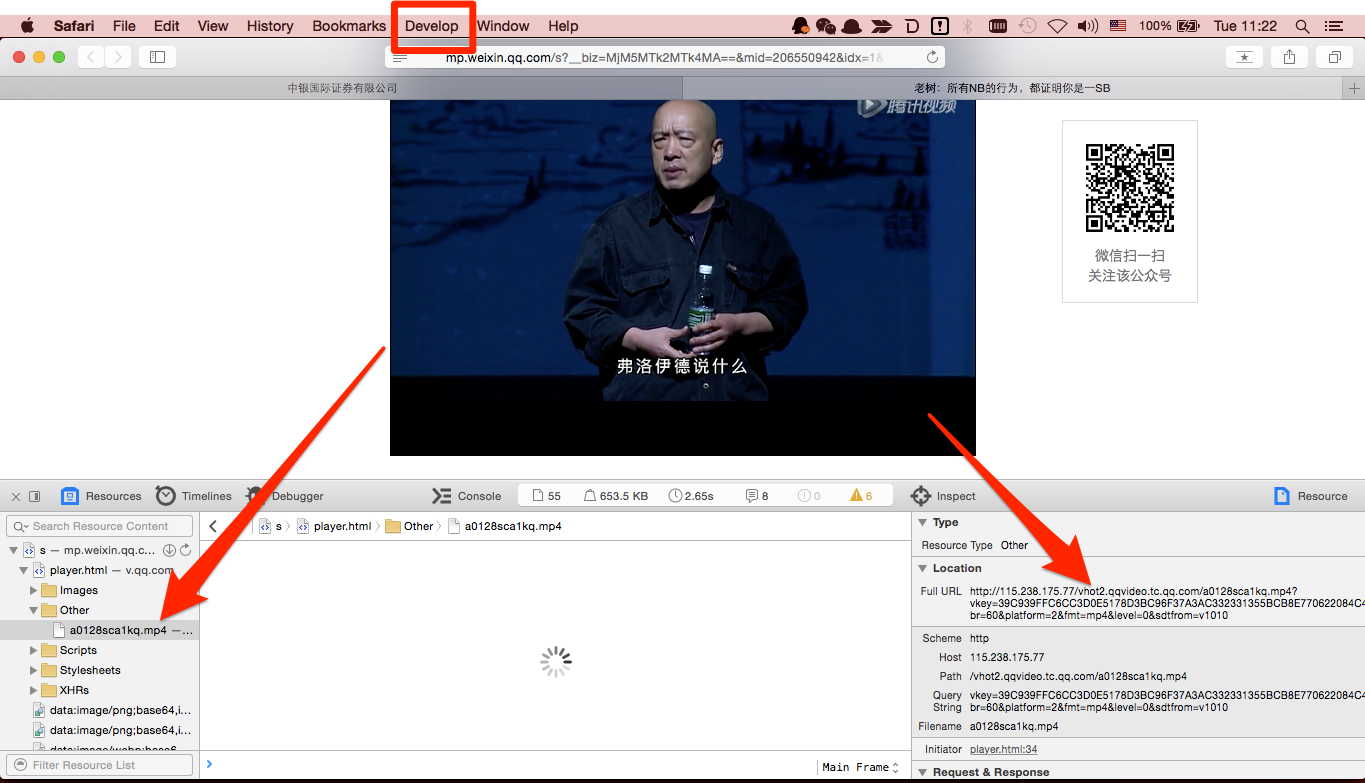 Safari File Edit View History Bookmarks Develop Window Help 100% Tue 11:22
mp.weixin.qq.com/s?__biz=MjM5MTk2MTk4MA==&mid=206550942&idx=1&
中银国际证券有限公司
老树：所有NB的行为，都证明你是一SB
腾讯视频
弗洛伊德说什么
微信扫一扫
关注该公众号
Resources Timelines Debugger Console 55 653.5 KB 2.65s 8 0 6 Inspect Resource
Search Resource Content
s player.html Other a0128sca1kq.mp4
s — mp.weixin.qq.c...
player.html — v.qq.com
Images
Other
a0128sca1kq.mp4 —...
Scripts
Stylesheets
XHRs
data:image/png;base64,i...
data:image/png;base64,i...
data:image/webp;base6
Filter Resource List
Main Frame
Type
Resource Type Other
Location
Full URL http://115.238.175.77/vhot2.qqvideo.tc.qq.com/a0128sca1kq.mp4?
vkey=39C939FFC6CC3D0E5178D3BC96F37A3AC332331355BCB8E770622084C4
br=60&platform=2&fmt=mp4&level=0&sdtfrom=v1010
Scheme http
Host 115.238.175.77
Path /vhot2.qqvideo.tc.qq.com/a0128sca1kq.mp4
Query vkey=39C939FFC6CC3D0E5178D3BC96F37A3AC332331355BCB8E770622084C4
String br=60&platform=2&fmt=mp4&level=0&sdtfrom=v1010
Filename a0128sca1kq.mp4
Initiator player.html:34
Request & Response